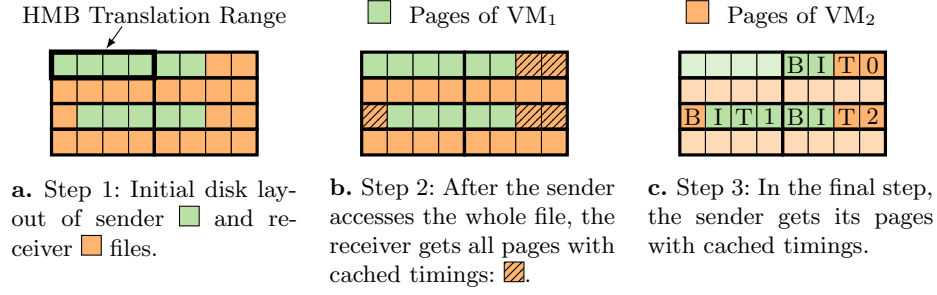 HMB Translation Range
Pages of VM1
Pages of VM2
B I T 0
B I T 1 B I T 2
a. Step 1: Initial disk lay-
out of sender and re-
ceiver files.
b. Step 2: After the sender
accesses the whole file, the
receiver gets all pages with
cached timings: .
c. Step 3: In the final step,
the sender gets its pages
with cached timings.